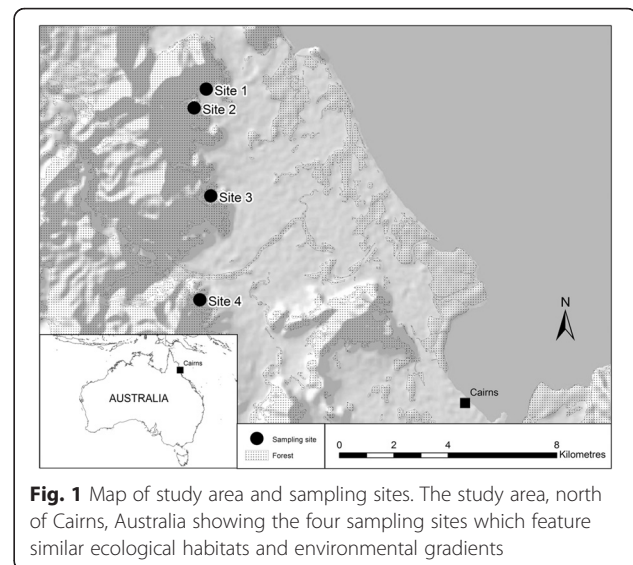 Site 1
Site 2
Site 3
Site 4
N
Cairns
Cairns
AUSTRALIA
Sampling site
Forest
0 2 4 8
Kilometres
Fig. 1 Map of study area and sampling sites. The study area, north
of Cairns, Australia showing the four sampling sites which feature
similar ecological habitats and environmental gradients